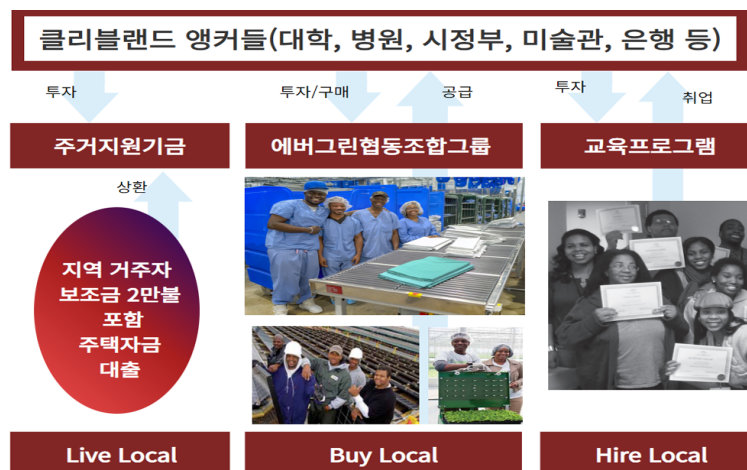 클리블랜드 앵커들(대학, 병원, 시정부, 미술관, 은행 등)
투자
투자/구매
공급
투자
취업
주거지원기금
에버그린협동조합그룹
교육프로그램
상환
지역 거주자
보조금 2만불
포함
주택자금
대출
Live Local
Buy Local
Hire Local